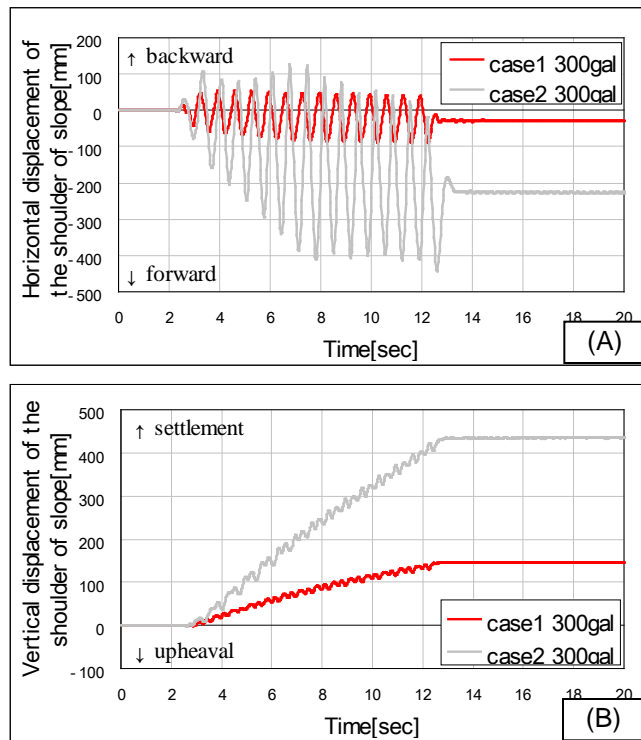 Horizontal displacement of
the shoulder of slope[mm]
200
100
0
- 100
- 200
- 300
- 400
- 500
↑ backward
↓ forward
case1 300gal
case2 300gal
0 2 4 6 8 10 12 14 16 18 20
Time[sec]
(A)
Vertical displacement of the
shoulder of slope[mm]
500
400
300
200
100
0
- 100
↑ settlement
↓ upheaval
case1 300gal
case2 300gal
0 2 4 6 8 10 12 14 16 18 20
Time[sec]
(B)